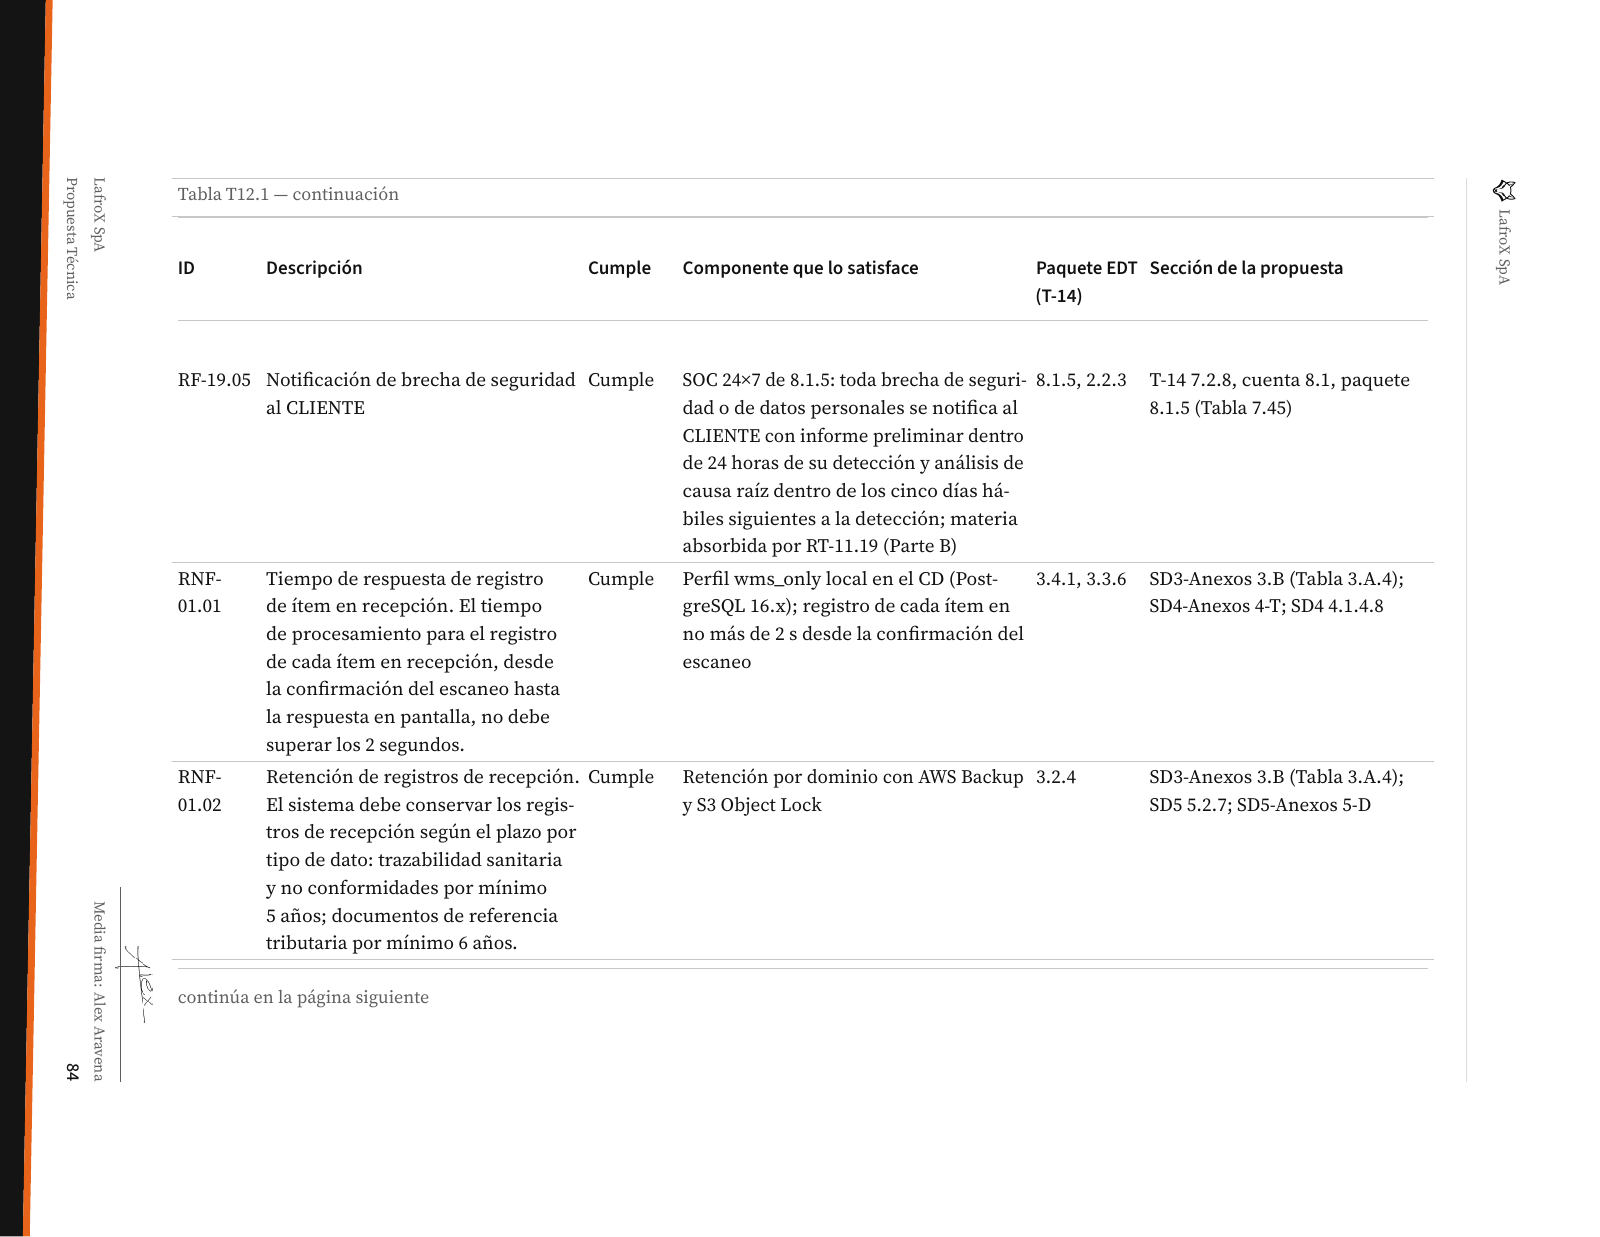 LafroX SpA
Propuesta Técnica
LafroX SpA
Tabla T12.1 — continuación
ID Descripción Cumple Componente que lo satisface Paquete EDT (T-14) Sección de la propuesta
RF-19.05 Notificación de brecha de seguridad Cumple SOC 24×7 de 8.1.5: toda brecha de seguri- 8.1.5, 2.2.3 T-14 7.2.8, cuenta 8.1, paquete
al CLIENTE dad o de datos personales se notifica al 8.1.5 (Tabla 7.45)
CLIENTE con informe preliminar dentro
de 24 horas de su detección y análisis de
causa raíz dentro de los cinco días há-
biles siguientes a la detección; materia
absorbida por RT-11.19 (Parte B)
RNF- Tiempo de respuesta de registro Cumple Perfil wms_only local en el CD (Post- 3.4.1, 3.3.6 SD3-Anexos 3.B (Tabla 3.A.4);
01.01 de ítem en recepción. El tiempo greSQL 16.x); registro de cada ítem en SD4-Anexos 4-T; SD4 4.1.4.8
de procesamiento para el registro no más de 2 s desde la confirmación del
de cada ítem en recepción, desde escaneo
la confirmación del escaneo hasta
la respuesta en pantalla, no debe
superar los 2 segundos.
RNF- Retención de registros de recepción. Cumple Retención por dominio con AWS Backup 3.2.4 SD3-Anexos 3.B (Tabla 3.A.4);
01.02 El sistema debe conservar los regis- y S3 Object Lock SD5 5.2.7; SD5-Anexos 5-D
tros de recepción según el plazo por
tipo de dato: trazabilidad sanitaria
y no conformidades por mínimo
5 años; documentos de referencia
tributaria por mínimo 6 años.
continúa en la página siguiente
Alex
Media firma: Alex Aravena
84